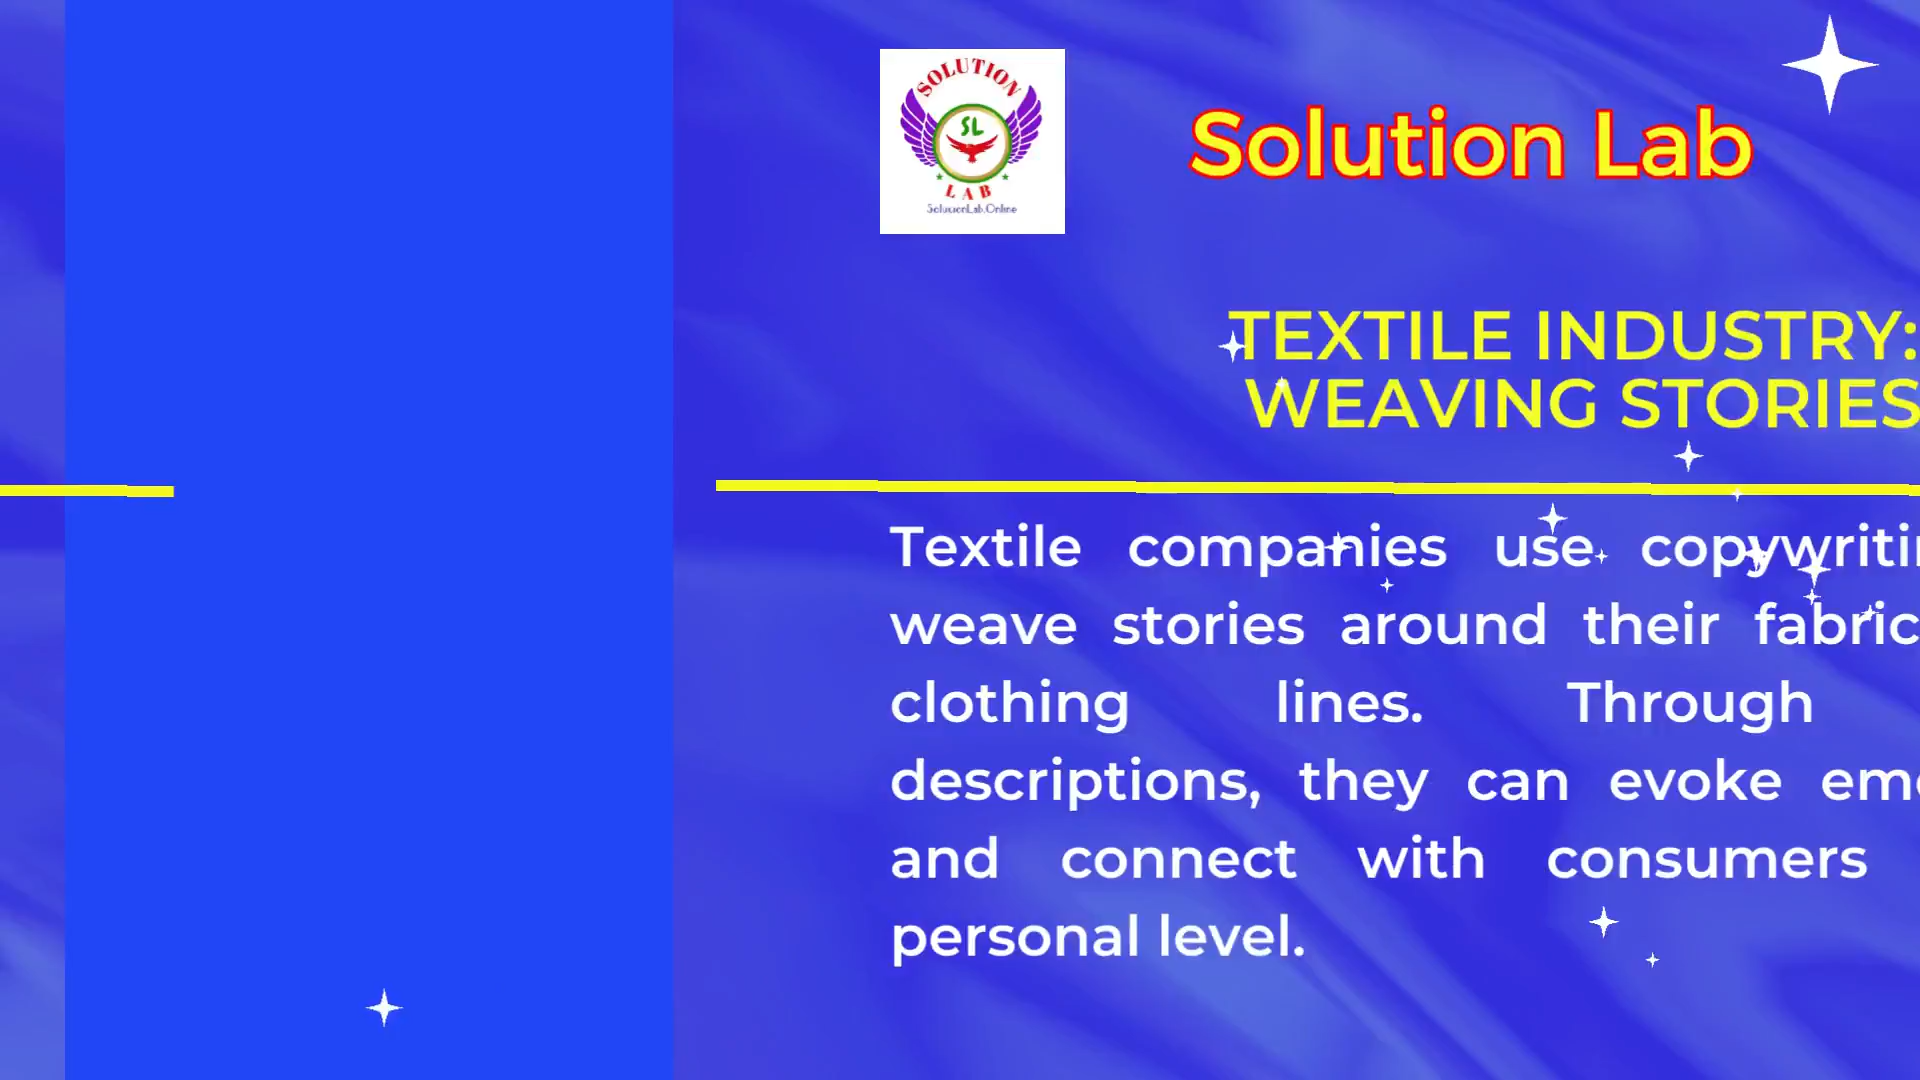 SOLUTION
SL
LAB
SolutionLab.Online
Solution Lab
TEXTILE INDUSTRY:
WEAVING STORIES
Textile companies use
weave stories around their
clothing lines. Through
descriptions, they can evoke
and connect with consumers
personal level.